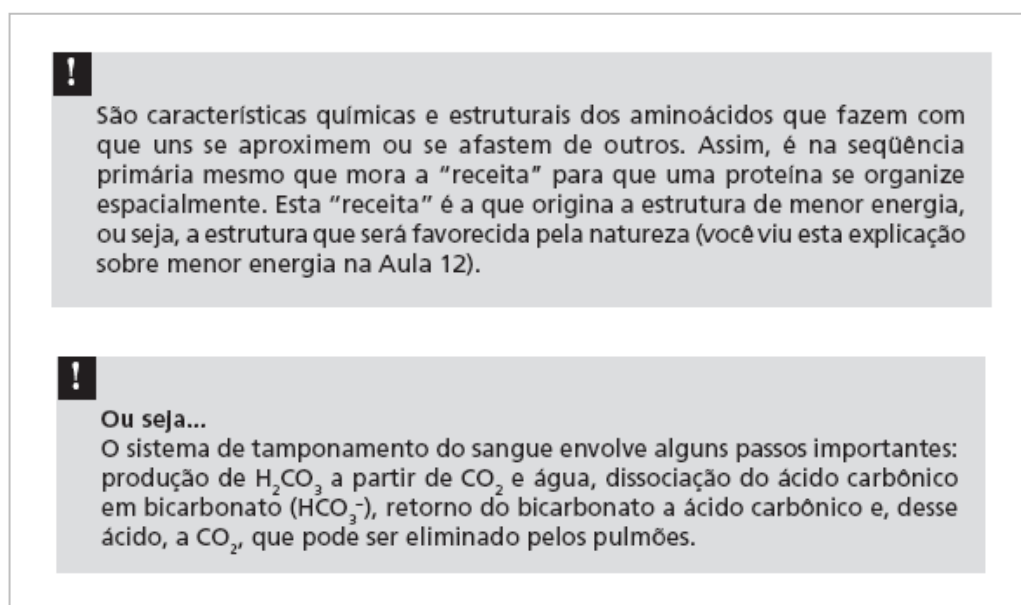 !
São características químicas e estruturais dos aminoácidos que fazem com
que uns se aproximem ou se afastem de outros. Assim, é na seqüência
primária mesmo que mora a “receita” para que uma proteína se organize
espacialmente. Esta “receita” é a que origina a estrutura de menor energia,
ou seja, a estrutura que será favorecida pela natureza (você viu esta explicação
sobre menor energia na Aula 12).
!
Ou seja...
O sistema de tamponamento do sangue envolve alguns passos importantes:
produção de H₂CO₃ a partir de CO₂ e água, dissociação do ácido carbônico
em bicarbonato (HCO₃⁻), retorno do bicarbonato a ácido carbônico e, desse
ácido, a CO₂, que pode ser eliminado pelos pulmões.